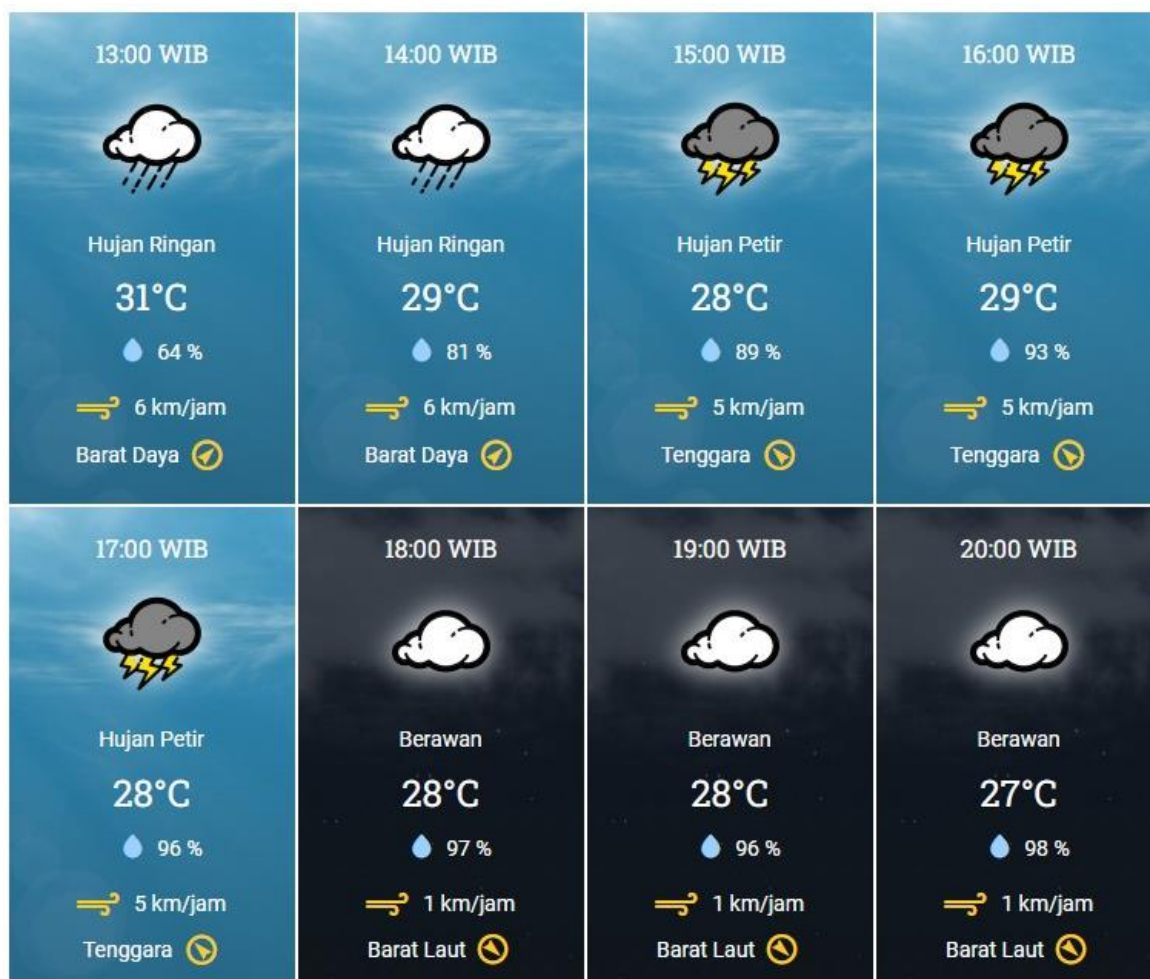 13:00 WIB
Hujan Ringan
31°C
64 %
6 km/jam
Barat Daya
14:00 WIB
Hujan Ringan
29°C
81 %
6 km/jam
Barat Daya
15:00 WIB
Hujan Petir
28°C
89 %
5 km/jam
Tenggara
16:00 WIB
Hujan Petir
29°C
93 %
5 km/jam
Tenggara
17:00 WIB
Hujan Petir
28°C
96 %
5 km/jam
Tenggara
18:00 WIB
Berawan
28°C
97 %
1 km/jam
Barat Laut
19:00 WIB
Berawan
28°C
96 %
1 km/jam
Barat Laut
20:00 WIB
Berawan
27°C
98 %
1 km/jam
Barat Laut